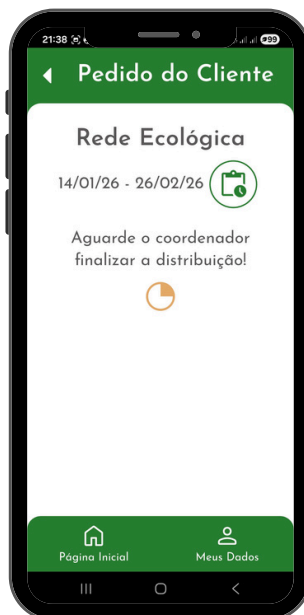 21:38
99
Pedido do Cliente
Rede Ecológica
14/01/26 - 26/02/26
Aguarde o coordenador
finalizar a distribuição!
Página Inicial
Meus Dados